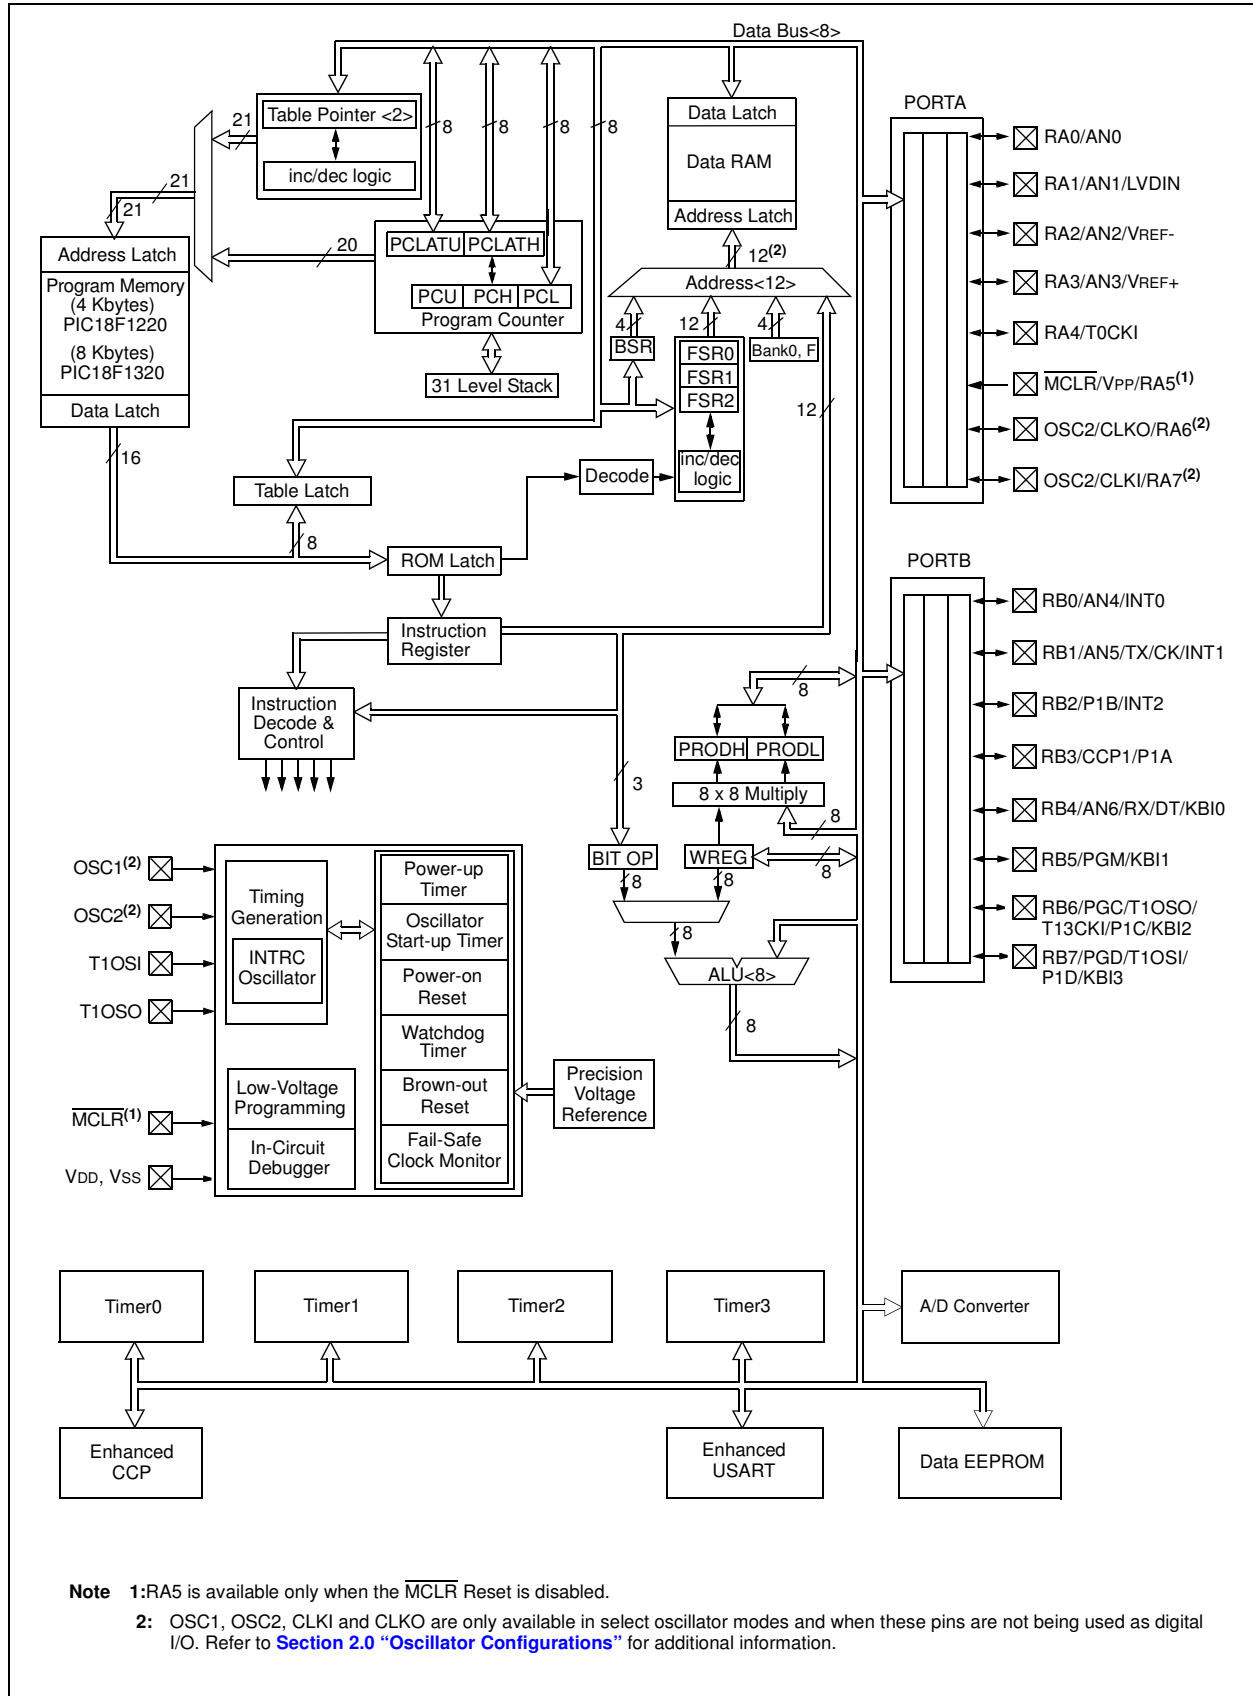 Data Bus<8>
Table Pointer <2>
inc/dec logic
21
8
8
8
8
Data Latch
Data RAM
Address Latch
21
21
20
12(2)
Address<12>
Address Latch
Program Memory
(4 Kbytes)
PIC18F1220
(8 Kbytes)
PIC18F1320
Data Latch
16
PCLATU
PCLATH
PCU
PCH
PCL
Program Counter
31 Level Stack
4
12
4
BSR
FSR0
FSR1
FSR2
inc/dec
logic
Bank0, F
12
Table Latch
8
Decode
ROM Latch
Instruction
Register
Instruction
Decode &
Control
8
PRODH
PRODL
8 x 8 Multiply
3
8
BIT OP
WREG
8
8
8
8
ALU<8>
8
PORTA
RA0/AN0
RA1/AN1/LVDIN
RA2/AN2/VREF-
RA3/AN3/VREF+
RA4/T0CKI
MCLR/VPP/RA5(1)
OSC2/CLKO/RA6(2)
OSC2/CLKI/RA7(2)
PORTB
RB0/AN4/INT0
RB1/AN5/TX/CK/INT1
RB2/P1B/INT2
RB3/CCP1/P1A
RB4/AN6/RX/DT/KBI0
RB5/PGM/KBI1
RB6/PGC/T1OSO/
T13CKI/P1C/KBI2
RB7/PGD/T1OSI/
P1D/KBI3
OSC1(2)
OSC2(2)
T1OSI
T1OSO
MCLR(1)
VDD, VSS
Timing
Generation
INTRC
Oscillator
Low-Voltage
Programming
In-Circuit
Debugger
Power-up
Timer
Oscillator
Start-up Timer
Power-on
Reset
Watchdog
Timer
Brown-out
Reset
Fail-Safe
Clock Monitor
Precision
Voltage
Reference
Timer0
Timer1
Timer2
Timer3
A/D Converter
Enhanced
CCP
Enhanced
USART
Data EEPROM
Note 1:RA5 is available only when the MCLR Reset is disabled.
2: OSC1, OSC2, CLKI and CLKO are only available in select oscillator modes and when these pins are not being used as digital
I/O. Refer to Section 2.0 “Oscillator Configurations” for additional information.